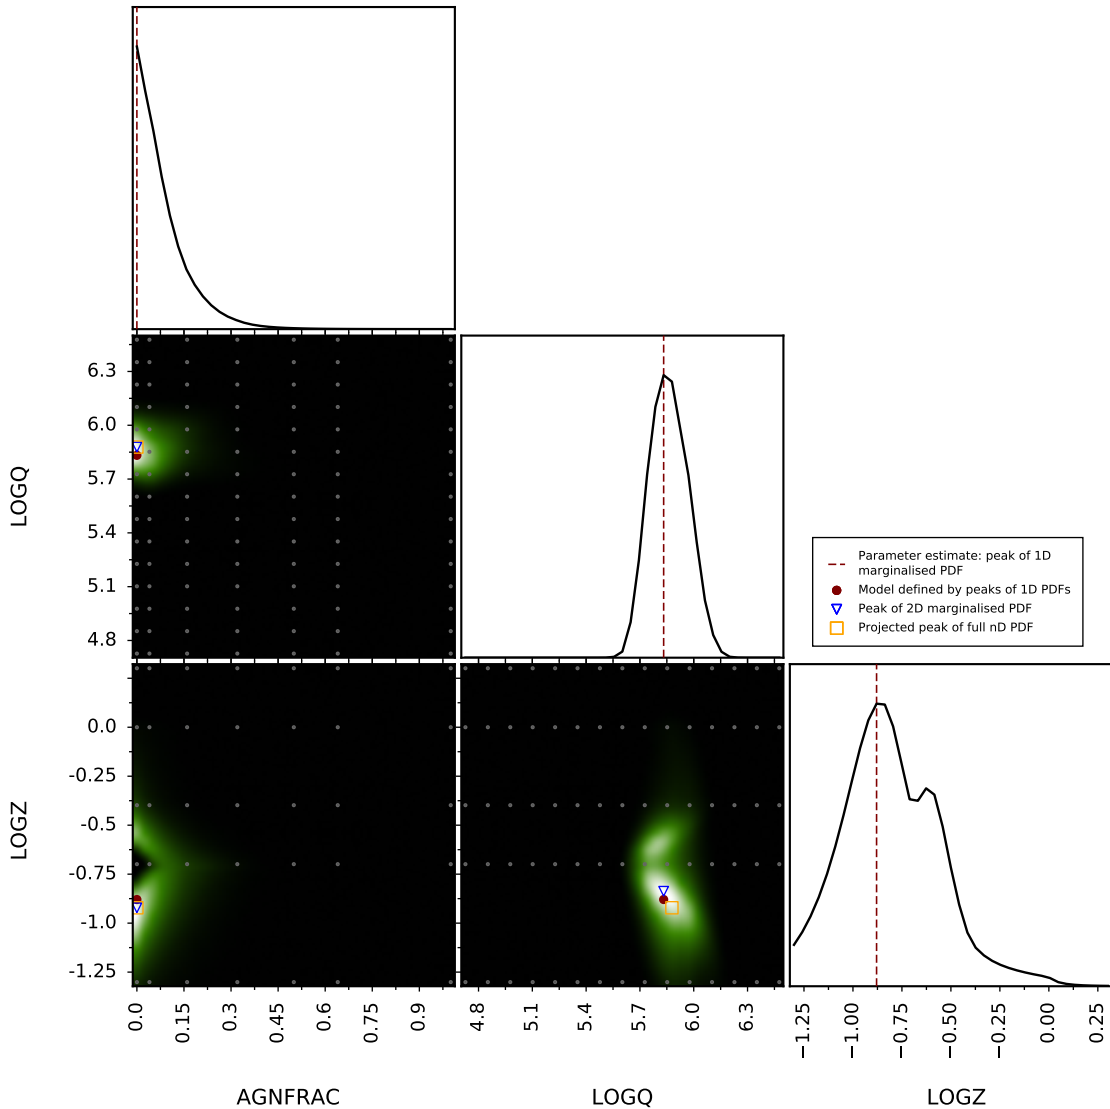 6.3
6.0
5.7
5.4
5.1
4.8
LOGQ
Parameter estimate: peak of 1D
marginalised PDF
Model defined by peaks of 1D PDFs
Peak of 2D marginalised PDF
Projected peak of full nD PDF
0.0
-0.25
-0.5
-0.75
-1.0
-1.25
LOGZ
0.0 0.15 0.3 0.45 0.6 0.75 0.9
4.8 5.1 5.4 5.7 6.0 6.3
−1.25 −1.00 −0.75 −0.50 0.00 0.25
AGNFRAC LOGQ LOGZ